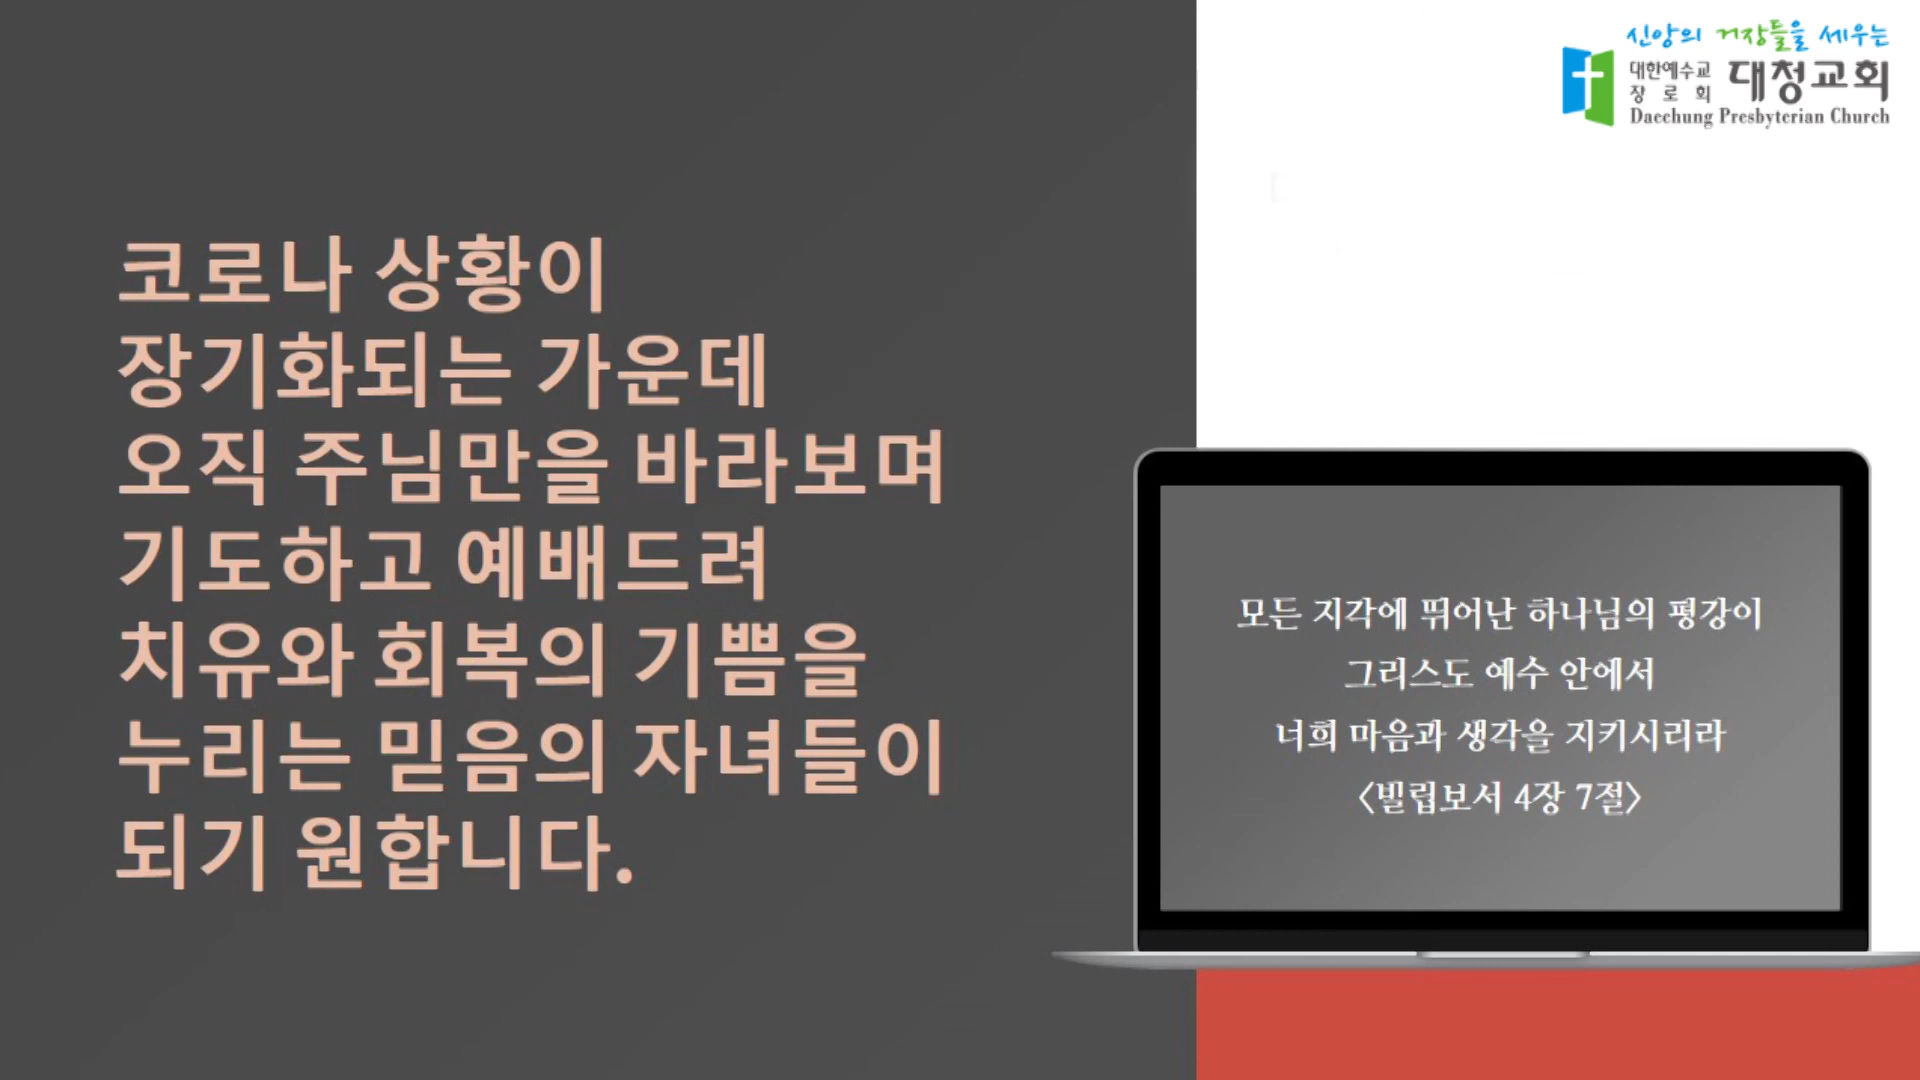 코로나 상황이
장기화되는 가운데
오직 주님만을 바라보며
기도하고 예배드려
치유와 회복의 기쁨을
누리는 믿음의 자녀들이
되기 원합니다.
신앙의 거장들을 세우는
대한예수교
장로회
대청교회
Daechung Presbyterian Church
모든 지각에 뛰어난 하나님의 평강이
그리스도 예수 안에서
너희 마음과 생각을 지키시리라
〈빌립보서 4장 7절〉